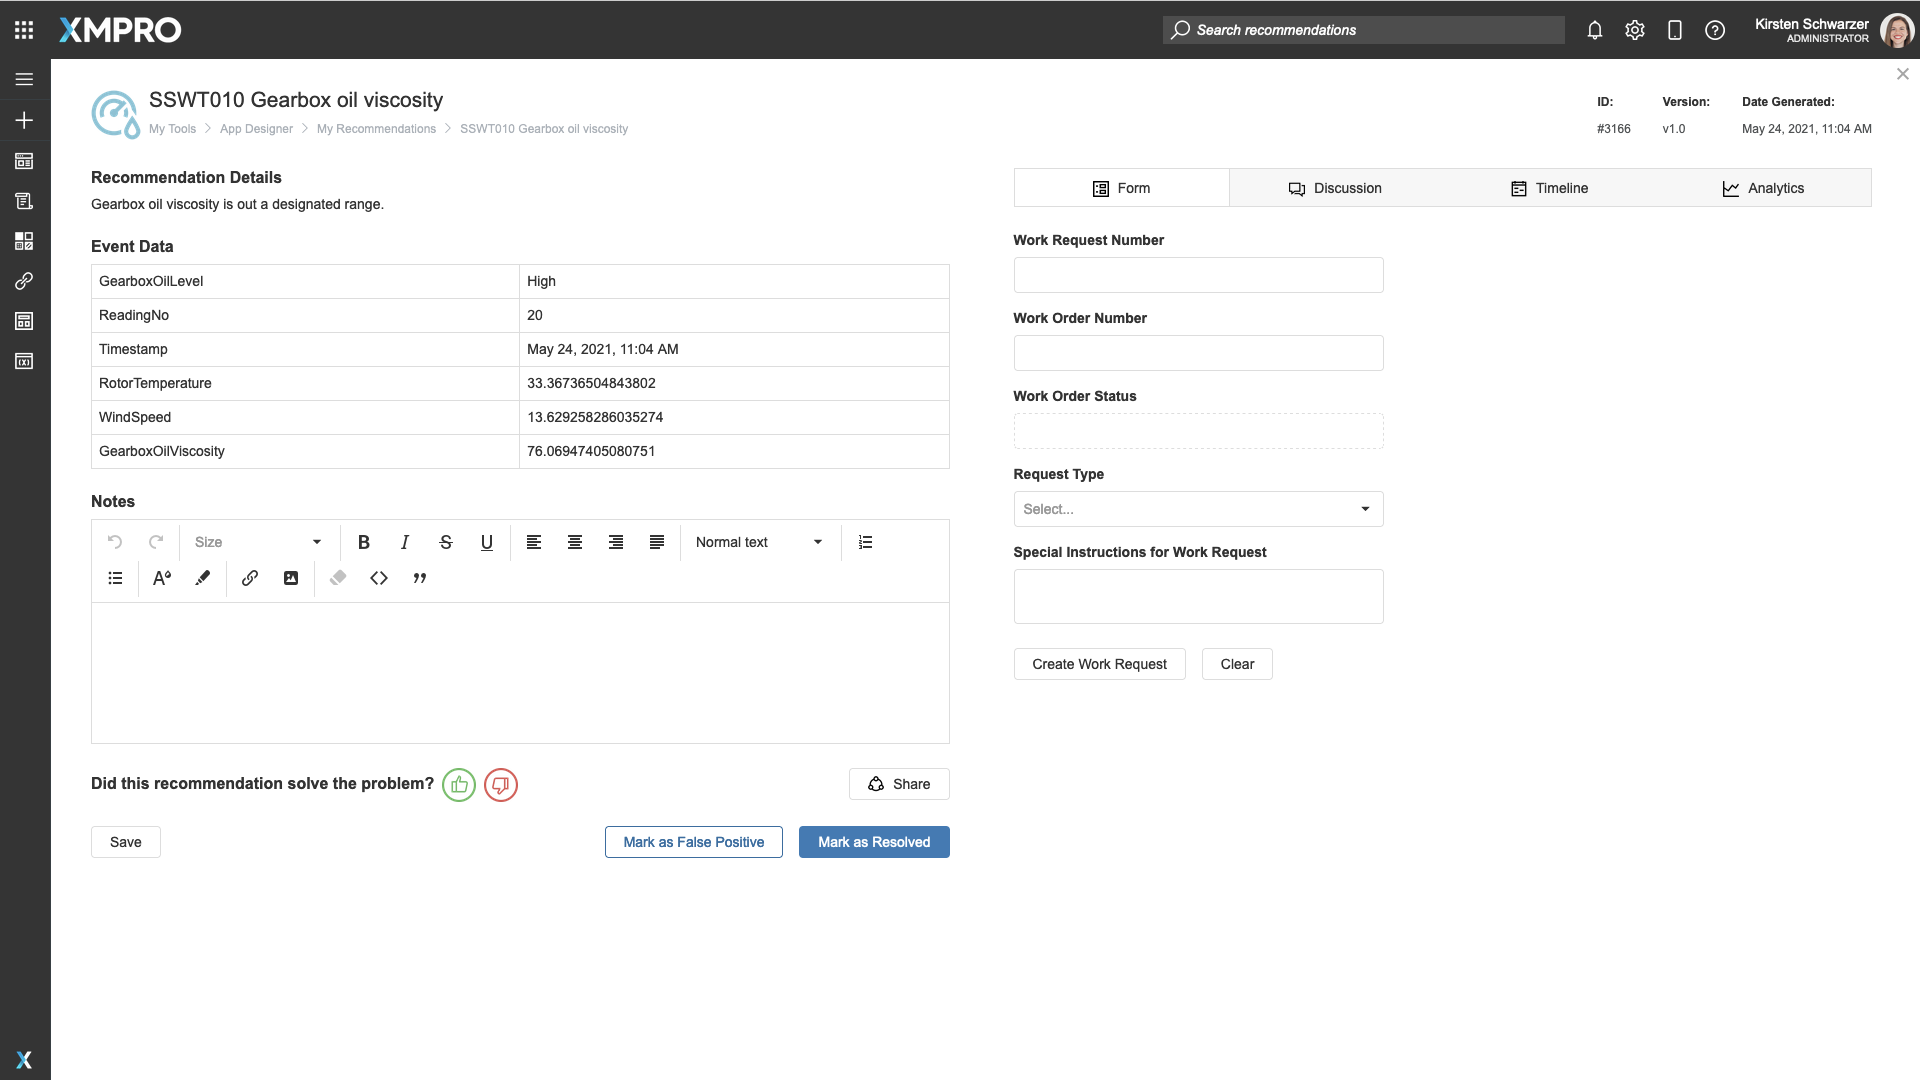 XMPRO
Search recommendations
Kirsten Schwarzer
ADMINISTRATOR
SSWT010 Gearbox oil viscosity
My Tools > App Designer > My Recommendations > SSWT010 Gearbox oil viscosity
ID: Version: Date Generated:
#3166 v1.0 May 24, 2021, 11:04 AM
Recommendation Details
Gearbox oil viscosity is out a designated range.
Event Data
GearboxOilLevel High
ReadingNo 20
Timestamp May 24, 2021, 11:04 AM
RotorTemperature 33.36736504843802
WindSpeed 13.629258286035274
GearboxOilViscosity 76.06947405080751
Notes
Size B I S U Normal text
Did this recommendation solve the problem?
Share
Save Mark as False Positive Mark as Resolved
Form Discussion Timeline Analytics
Work Request Number
Work Order Number
Work Order Status
Request Type
Select...
Special Instructions for Work Request
Create Work Request Clear